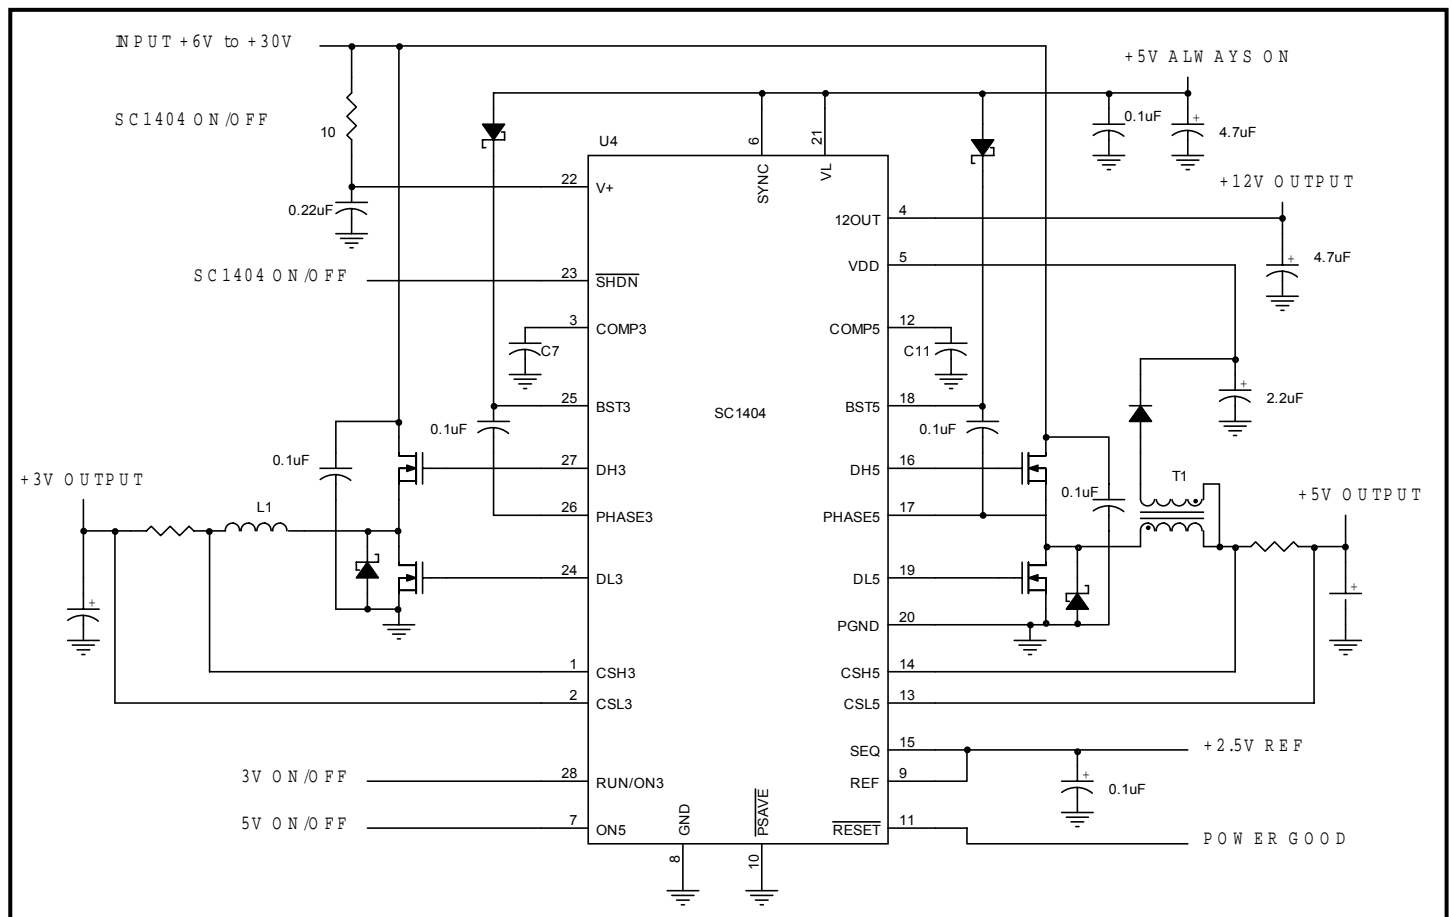 INPUT +6V to +30V
+5V ALWAYS ON
SC1404 ON/OFF
10
0.1uF
4.7uF
U4
6
21
SYNC
VL
22
V+
0.22uF
+12V OUTPUT
12OUT
4
VDD
5
4.7uF
SC1404 ON/OFF
23
SHDN
3
COMP3
C7
COMP5
12
C11
25
BST3
SC1404
BST5
18
0.1uF
0.1uF
2.2uF
0.1uF
27
DH3
DH5
16
+3V OUTPUT
T1
0.1uF
+5V OUTPUT
L1
26
PHASE3
PHASE5
17
24
DL3
DL5
19
PGND
20
1
CSH3
CSH5
14
2
CSL3
CSL5
13
SEQ
15
+2.5V REF
3V ON/OFF
28
RUN/ON3
REF
9
0.1uF
5V ON/OFF
7
ON5
GND
PSAVE
RESET
11
POWER GOOD
8
10